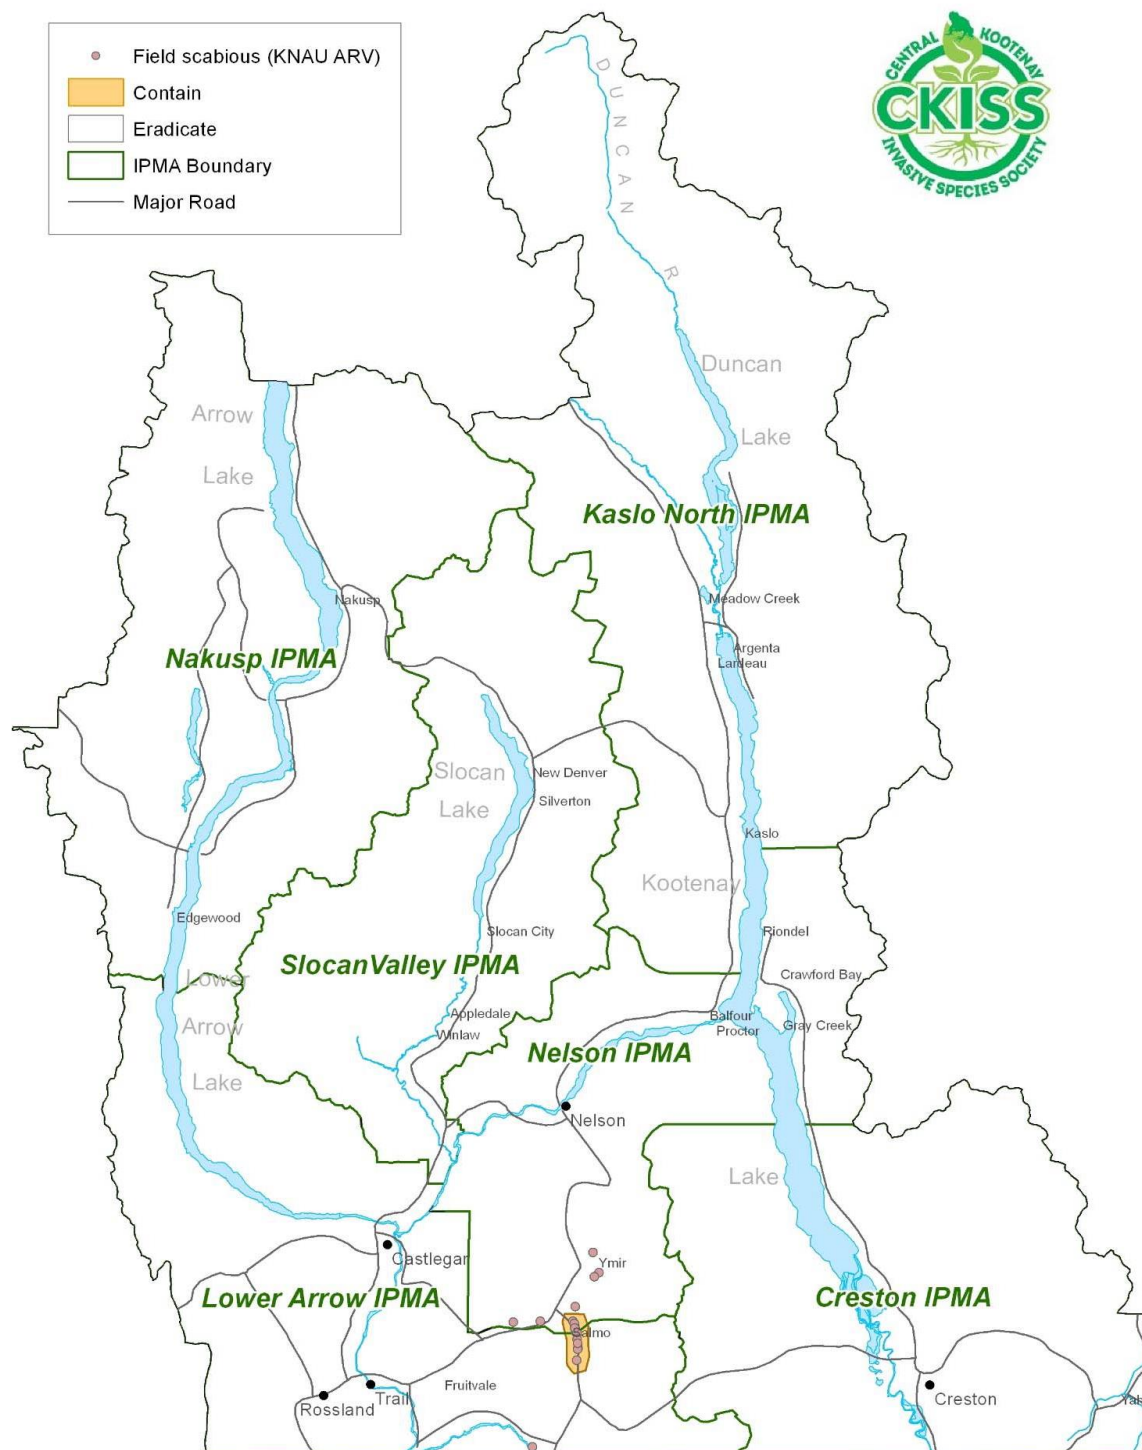 Field scabious (KNAU ARV)
Contain
Eradicate
IPMA Boundary
Major Road
CENTRAL KOOTENAY
CKISS
INVASIVE SPECIES SOCIETY
DUNCAN R
Duncan
Lake
Arrow
Lake
Kaslo North IPMA
Nakusp
Meadow Creek
Argenta
Lardeau
Nakusp IPMA
Slocan
Lake
New Denver
Silverton
Kaslo
Kootenay
Edgewood
Slocan City
Riondel
SlocanValley IPMA
Lower
Crawford Bay
Appledale
Balfour
Arrow
Winlaw
Proctor
Gray Creek
Nelson IPMA
Lake
Nelson
Lake
Castlegar
Ymir
Lower Arrow IPMA
Creston IPMA
Salmo
Fruitvale
Trail
Rossland
Creston